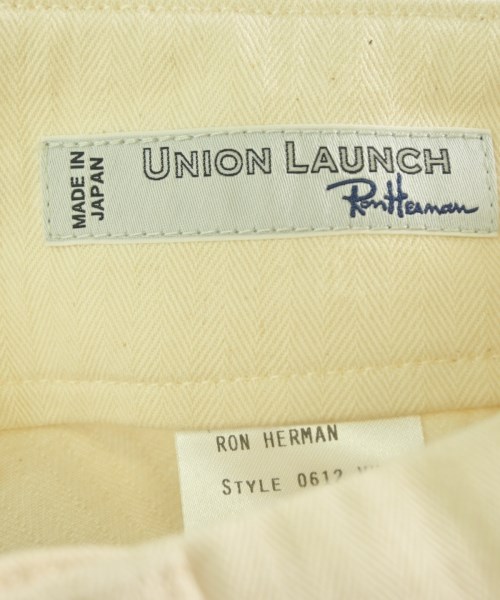 MADE IN
JAPAN
UNION LAUNCH
Ron Herman
RON HERMAN
STYLE 0612